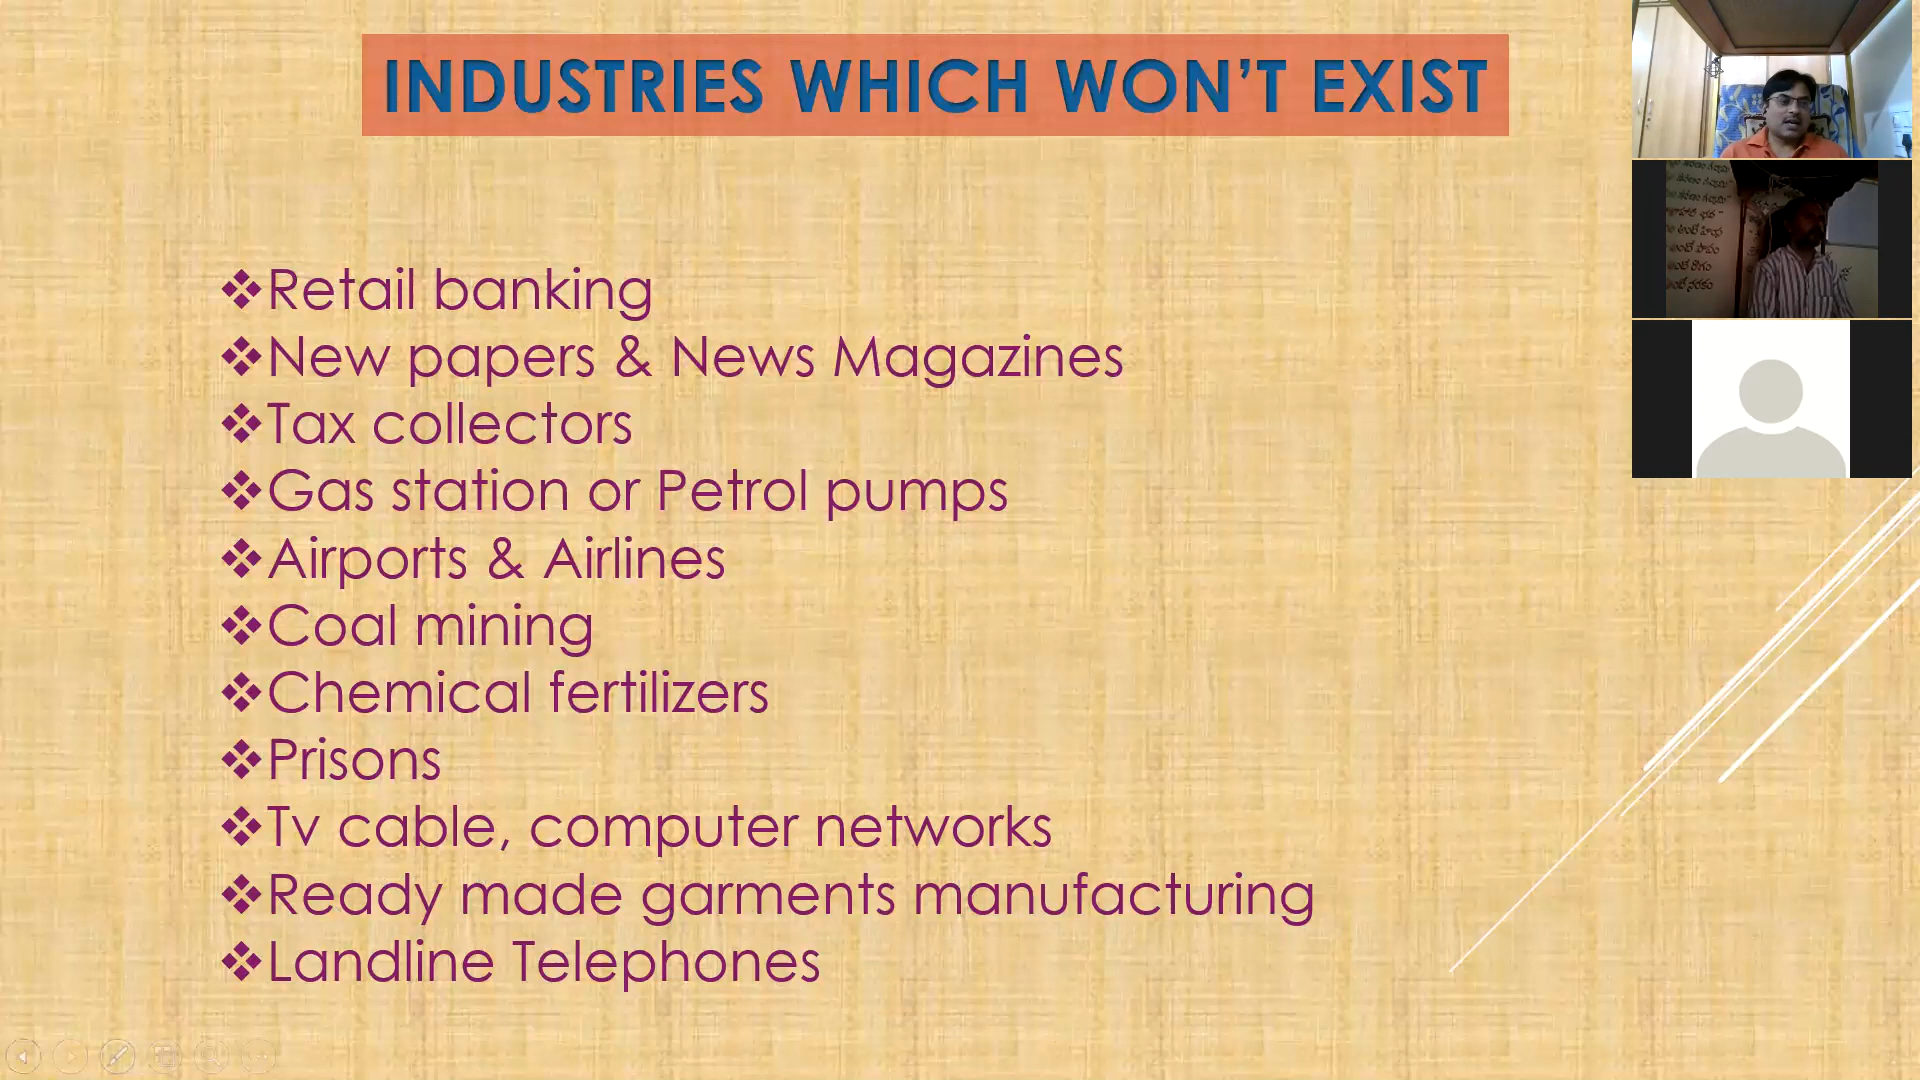 INDUSTRIES WHICH WON'T EXIST
❖Retail banking
❖New papers & News Magazines
❖Tax collectors
❖Gas station or Petrol pumps
❖Airports & Airlines
❖Coal mining
❖Chemical fertilizers
❖Prisons
❖Tv cable, computer networks
❖Ready made garments manufacturing
❖Landline Telephones
అంటే